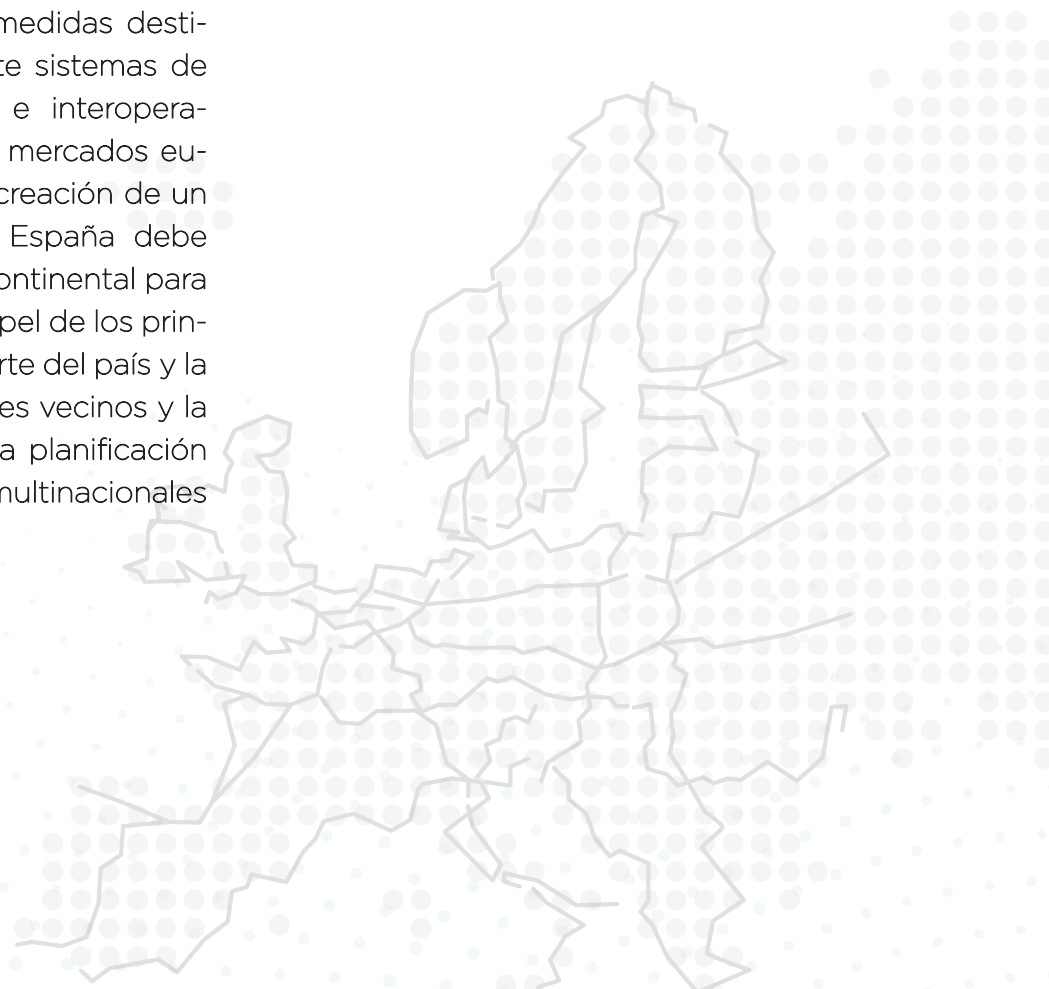 medidas desti-
te sistemas de
e interopera-
mercados eu-
creación de un
España debe
ontinental para
pel de los prin-
rte del país y la
es vecinos y la
a planificación
multinacionales